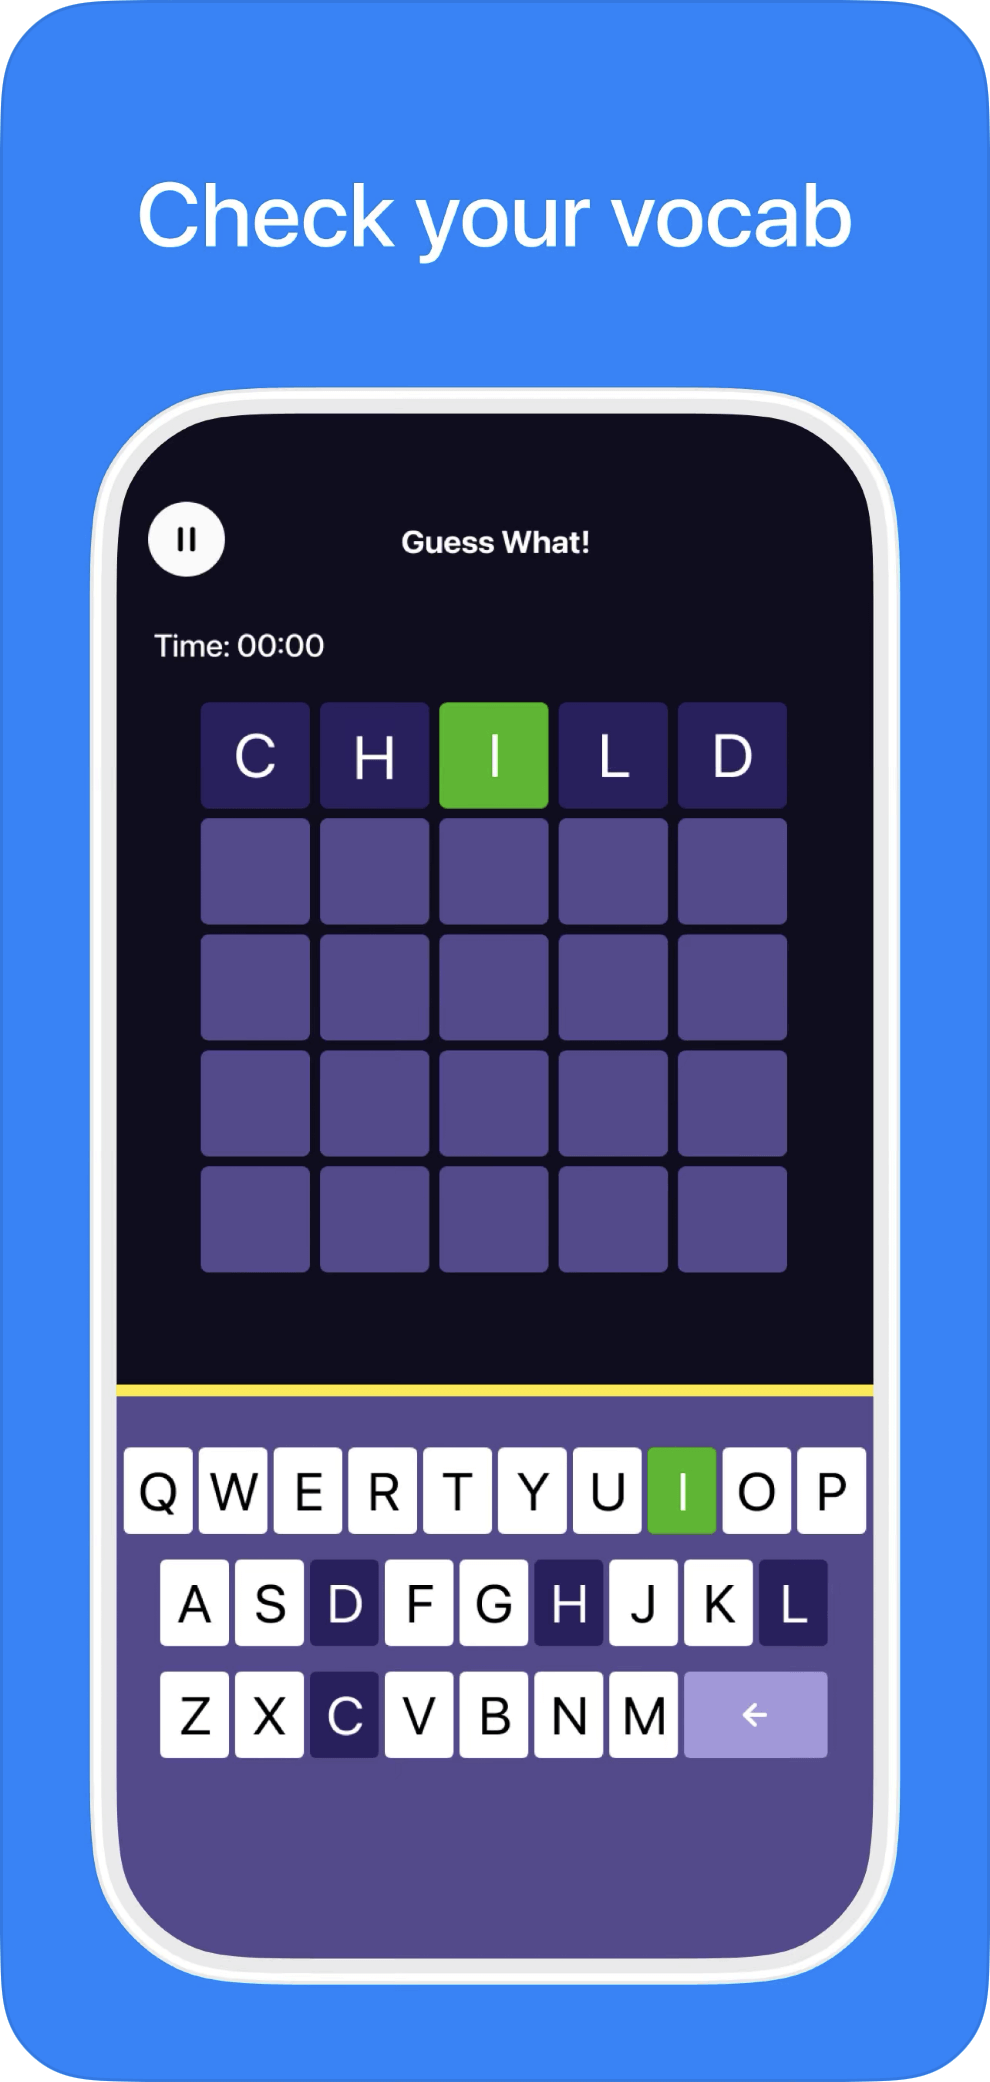 Check your vocab
Guess What!
Time: 00:00
C H I L D
Q W E R T Y U I O P
A S D F G H J K L
Z X C V B N M ←